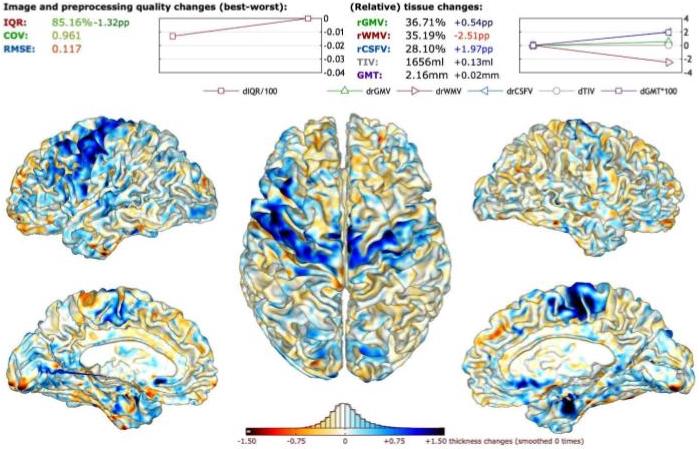 Image and preprocessing quality changes (best-worst):
IQR: 85.16% -1.32pp
COV: 0.961
RMSE: 0.117
0
-0.01
-0.02
-0.03
-0.04
dIQR/100
(Relative) tissue changes:
rGMV: 36.71% +0.54pp
rWMV: 35.19% -2.51pp
rCSFV: 28.10% +1.97pp
TIV: 1656ml +0.13ml
GMT: 2.16mm +0.02mm
4
2
0
-2
-4
drGMV drWMV drCSFV dTIV dGMT*100
-1.50 -0.75 0 +0.75 +1.50 thickness changes (smoothed 0 times)